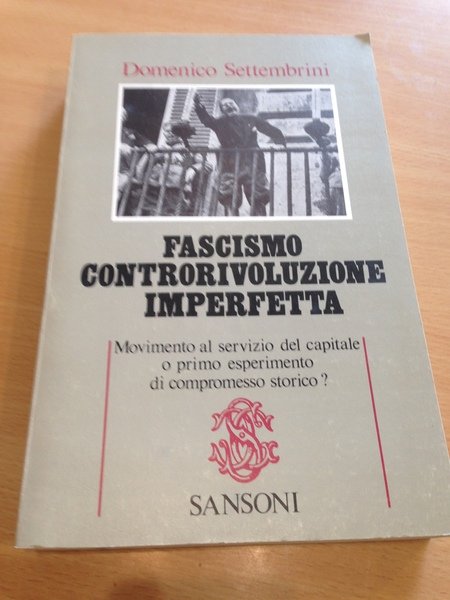 Domenico Settembrini
FASCISMO
CONTRORIVOLUZIONE
IMPERFETTA
Movimento al servizio del capitale
o primo esperimento
di compromesso storico?
SANSONI